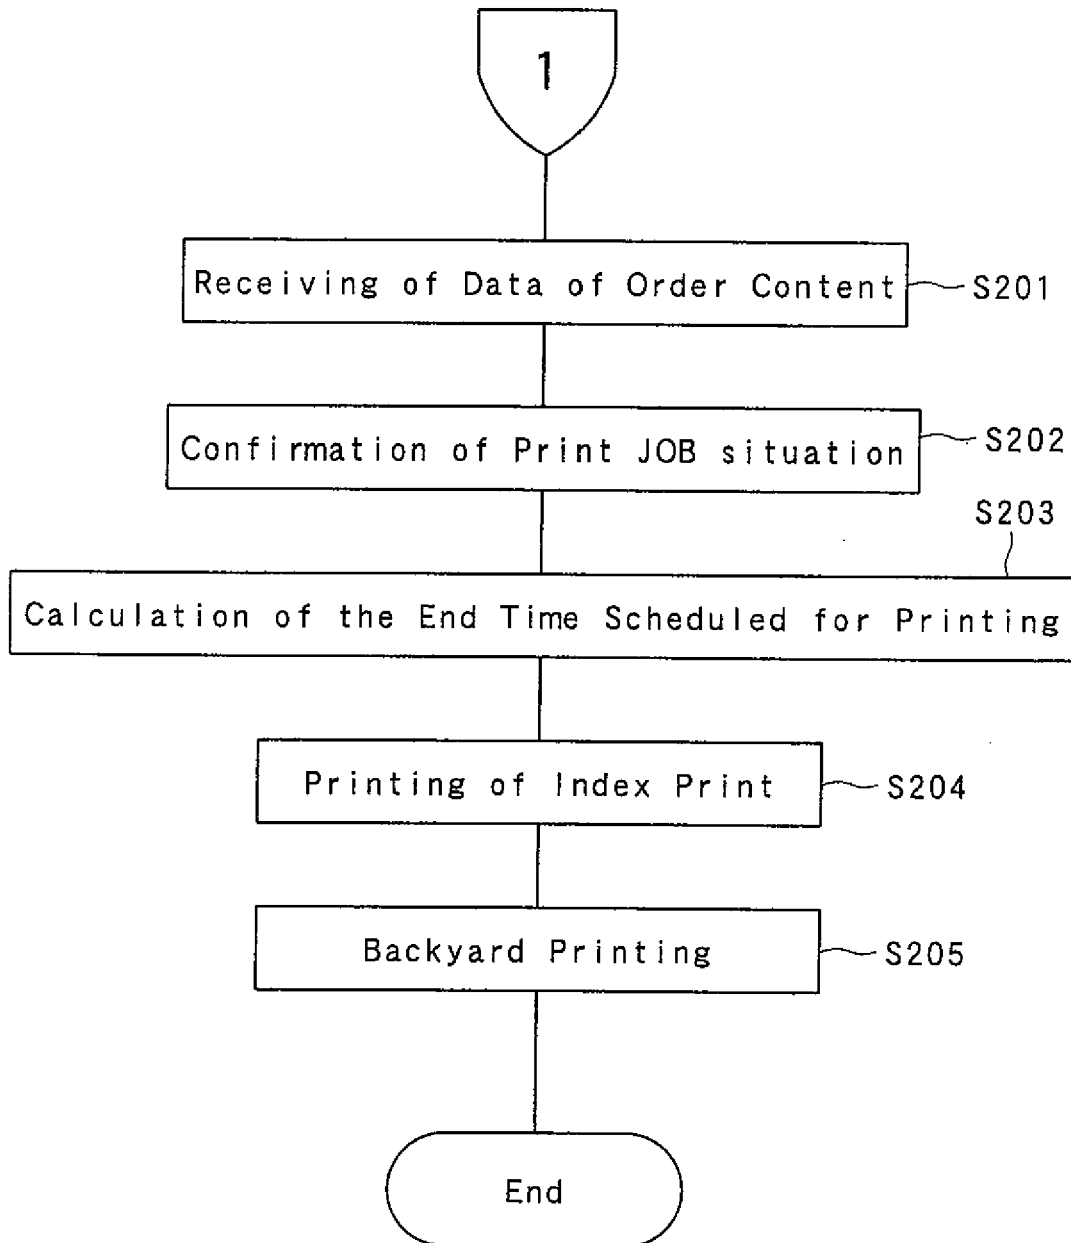 1
Receiving of Data of Order Content S201
Confirmation of Print JOB situation S202
S203
Calculation of the End Time Scheduled for Printing
Printing of Index Print S204
Backyard Printing S205
End